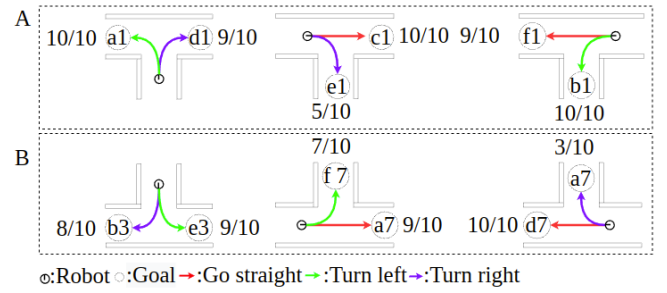 A
10/10 a1 d1 9/10
c1 10/10
e1
5/10
9/10 f1
b1
10/10
B
8/10 b3 e3 9/10
7/10
f 7
a7 9/10
3/10
a7
10/10 d7
:Robot :Goal :Go straight :Turn left :Turn right